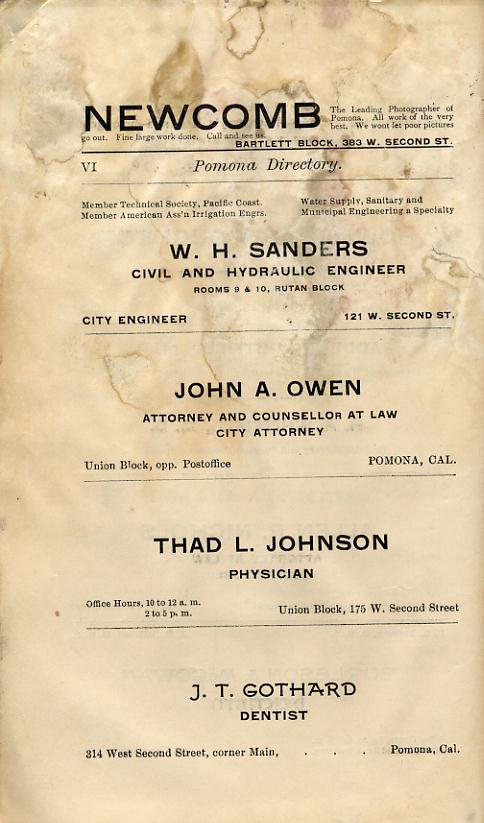 NEWCOMB The Leading Photographer of
Pomona. All work of the very
best. We wont let poor pictures
go out. Fine large work done. Call and see us.
BARTLETT BLOCK, 383 W. SECOND ST.
VI Pomona Directory.
Member Technical Society, Pacific Coast. Water Supply, Sanitary and
Member American Ass'n Irrigation Engrs. Municipal Engineering a Specialty
W. H. SANDERS
CIVIL AND HYDRAULIC ENGINEER
ROOMS 9 & 10, RUTAN BLOCK
CITY ENGINEER 121 W. SECOND ST.
JOHN A. OWEN
ATTORNEY AND COUNSELLOR AT LAW
CITY ATTORNEY
Union Block, opp. Postoffice POMONA, CAL.
THAD L. JOHNSON
PHYSICIAN
Office Hours, 10 to 12 a. m.
2 to 5 p. m. Union Block, 175 W. Second Street
J. T. GOTHARD
DENTIST
314 West Second Street, corner Main, . . . Pomona, Cal.